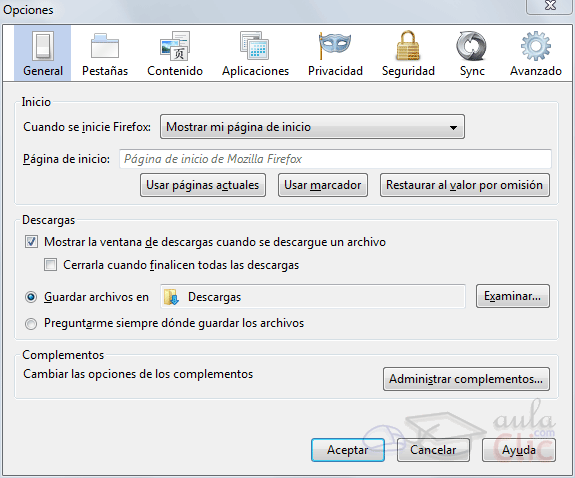 Opciones
General
Pestañas
Contenido
Aplicaciones
Privacidad
Seguridad
Sync
Avanzado
Inicio
Cuando se inicie Firefox: Mostrar mi página de inicio
Página de inicio: Página de inicio de Mozilla Firefox
Usar páginas actuales Usar marcador Restaurar al valor por omisión
Descargas
Mostrar la ventana de descargas cuando se descargue un archivo
Cerrarla cuando finalicen todas las descargas
Guardar archivos en Descargas Examinar...
Preguntarme siempre dónde guardar los archivos
Complementos
Cambiar las opciones de los complementos
Administrar complementos...
aula
.com
Clic
Aceptar Cancelar Ayuda